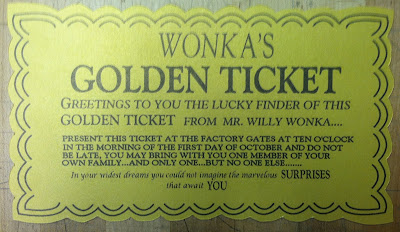 WONKA'S
GOLDEN TICKET
GREETINGS TO YOU THE LUCKY FINDER OF THIS
GOLDEN TICKET FROM MR. WILLY WONKA....
PRESENT THIS TICKET AT THE FACTORY GATES AT TEN O'CLOCK
IN THE MORNING OF THE FIRST DAY OF OCTOBER AND DO NOT
BE LATE, YOU MAY BRING WITH YOU ONE MEMBER OF YOUR
OWN FAMILY...AND ONLY ONE...BUT NO ONE ELSE.......
In your widest dreams you could not imagine the marvelous SURPRISES
that await YOU